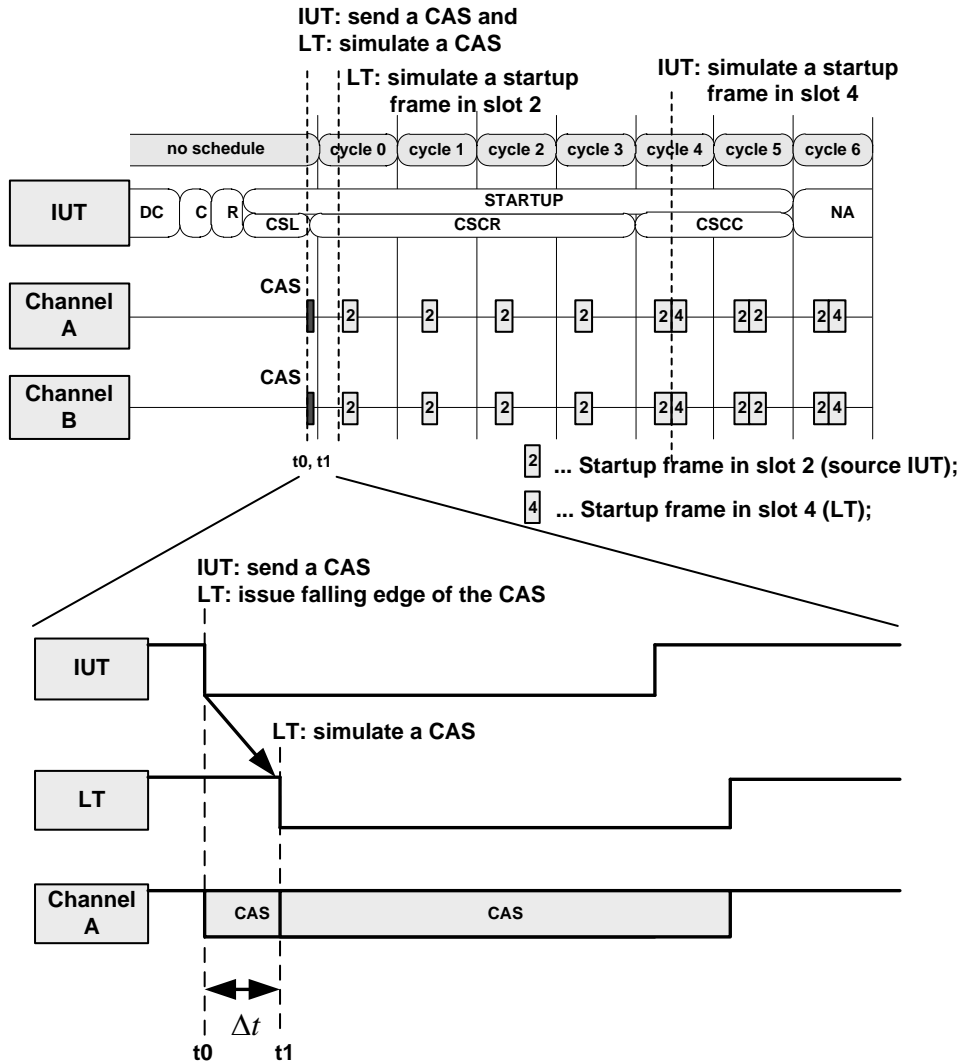 IUT: send a CAS and
LT: simulate a CAS
LT: simulate a startup
frame in slot 2
IUT: simulate a startup
frame in slot 4
no schedule
cycle 0
cycle 1
cycle 2
cycle 3
cycle 4
cycle 5
cycle 6
IUT
DC
C
R
STARTUP
CSL
CSCR
CSCC
NA
Channel
A
CAS
2
2
2
2
2 4
2 2
2 4
Channel
B
CAS
2
2
2
2
2 4
2 2
2 4
t0, t1
2 ... Startup frame in slot 2 (source IUT);
4 ... Startup frame in slot 4 (LT);
IUT: send a CAS
LT: issue falling edge of the CAS
IUT
LT: simulate a CAS
LT
Channel
A
CAS
CAS
Δt
t0
t1